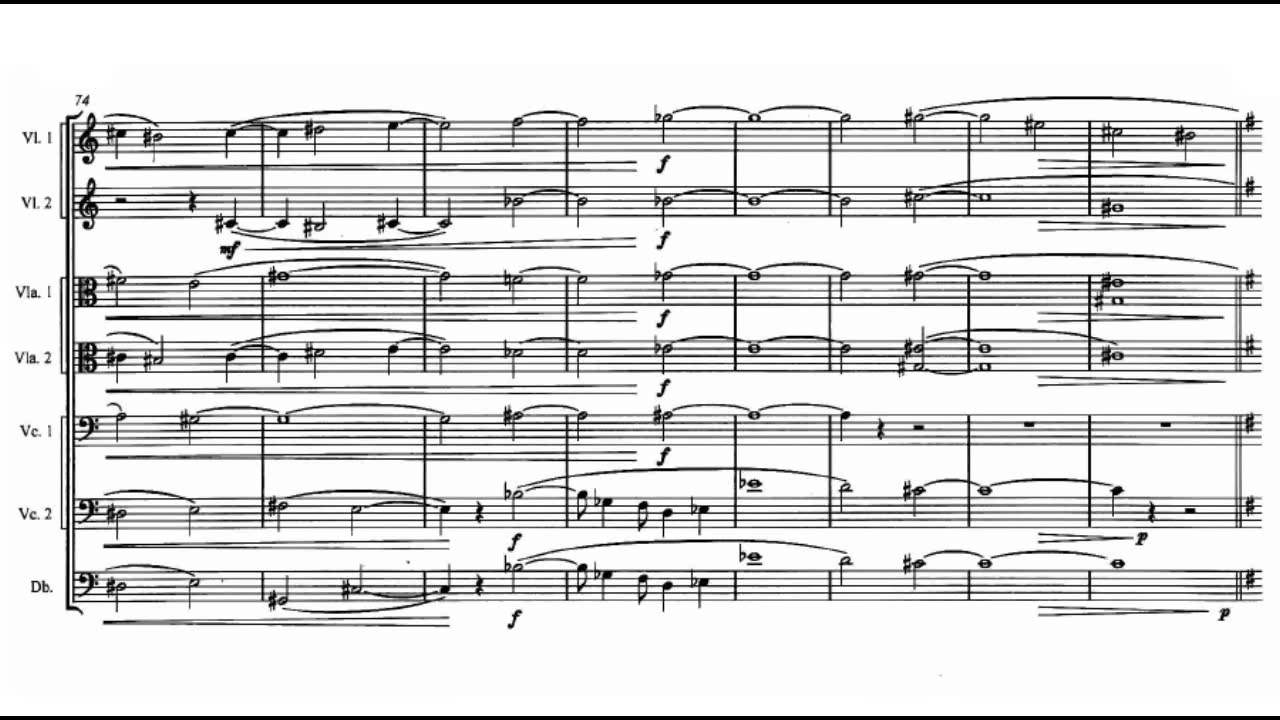 74
Vl. 1
f
Vl. 2
mf
f
Vla. 1
f
Vla. 2
f
Vc. 1
f
Vc. 2
f
p
Db.
f
p